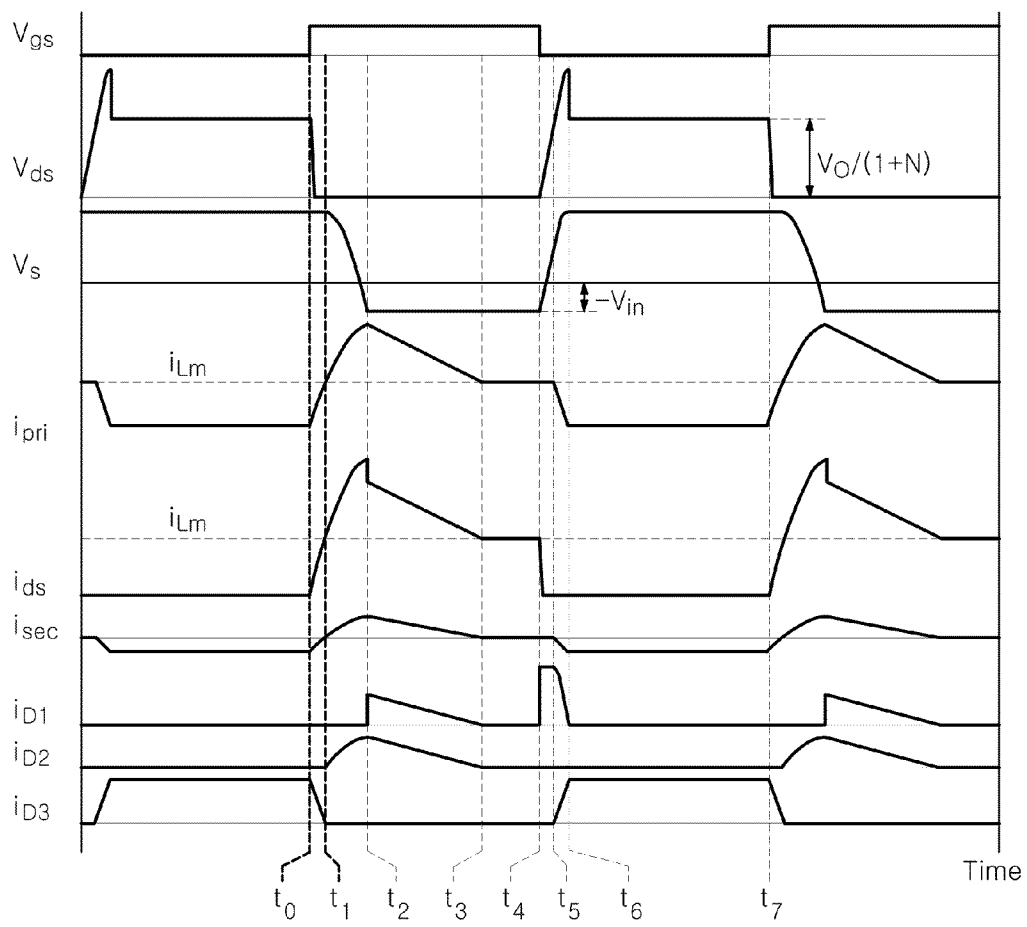 Vgs
Vds
VO/(1+N)
Vs
-Vin
iLm
ipri
iLm
ids
isec
iD1
iD2
iD3
Time
t0 t1 t2 t3 t4 t5 t6 t7